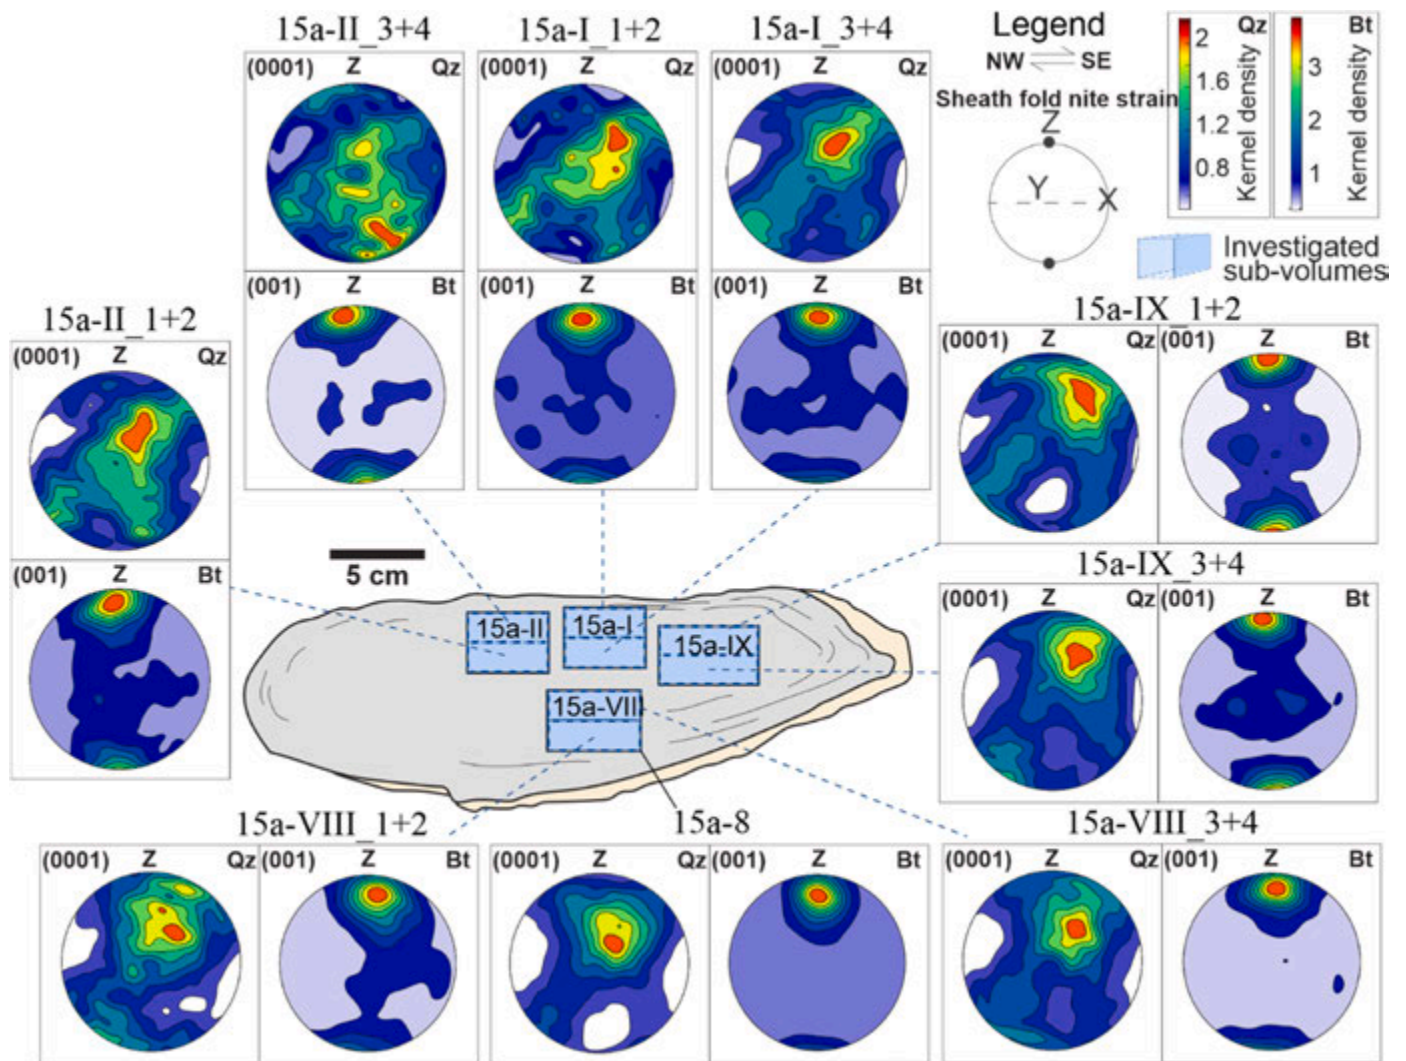 15a-II_3+4
15a-I_1+2
15a-I_3+4
Legend
NW SE
Sheath fold nite strain
Z
Y
X
Qz
2
1.6
1.2
0.8
Kernel density
Bt
3
2
1
Kernel density
Investigated
sub-volumes
(0001) Z Qz
(0001) Z Qz
(0001) Z Qz
(001) Z Bt
(001) Z Bt
(001) Z Bt
15a-II_1+2
(0001) Z Qz
(001) Z Bt
15a-IX_1+2
(0001) Z Qz
(001) Z Bt
15a-IX_3+4
(0001) Z Qz
(001) Z Bt
5 cm
15a-II
15a-I
15a-IX
15a-VII
15a-VIII_1+2
15a-8
15a-VIII_3+4
(0001) Z Qz
(001) Z Bt
(0001) Z Qz
(001) Z Bt
(0001) Z Qz
(001) Z Bt